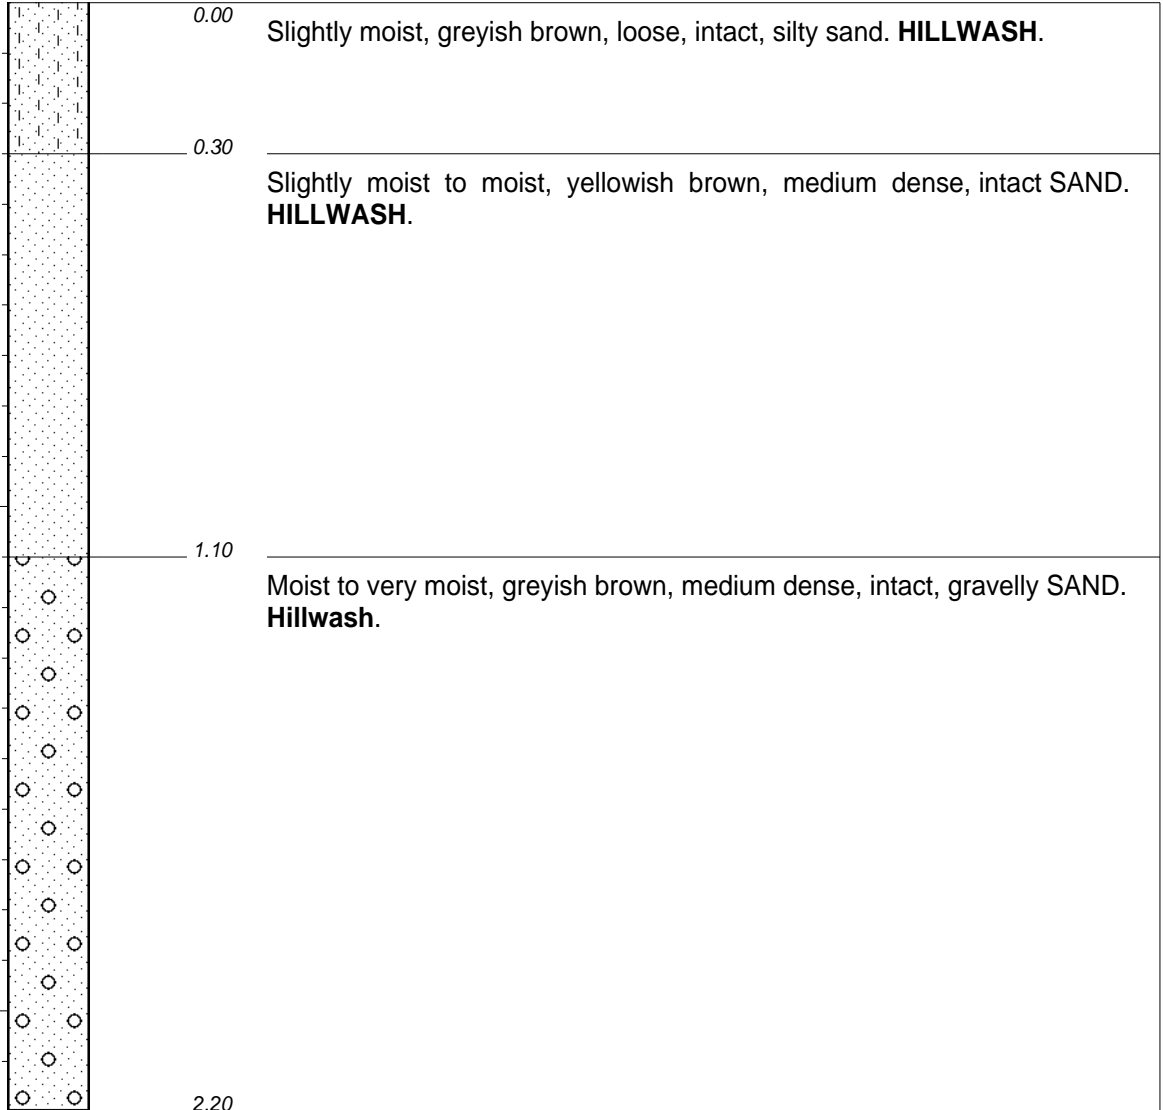 0.00
Slightly moist, greyish brown, loose, intact, silty sand. HILLWASH.
0.30
Slightly moist to moist, yellowish brown, medium dense, intact SAND.
HILLWASH.
1.10
Moist to very moist, greyish brown, medium dense, intact, gravelly SAND.
Hillwash.
2.20